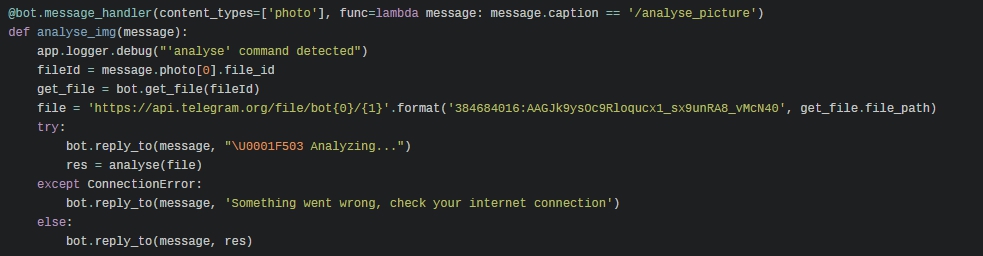 @bot.message_handler(content_types=['photo'], func=lambda message: message.caption == '/analyse_picture')
def analyse_img(message):
    app.logger.debug("'analyse' command detected")
    fileId = message.photo[0].file_id
    get_file = bot.get_file(fileId)
    file = 'https://api.telegram.org/file/bot{0}/{1}'.format('384684016:AAGJk9ysOc9Rloqucx1_sx9unRA8_vMcN40', get_file.file_path)
    try:
        bot.reply_to(message, "\U0001F503 Analyzing...")
        res = analyse(file)
    except ConnectionError:
        bot.reply_to(message, 'Something went wrong, check your internet connection')
    else:
        bot.reply_to(message, res)